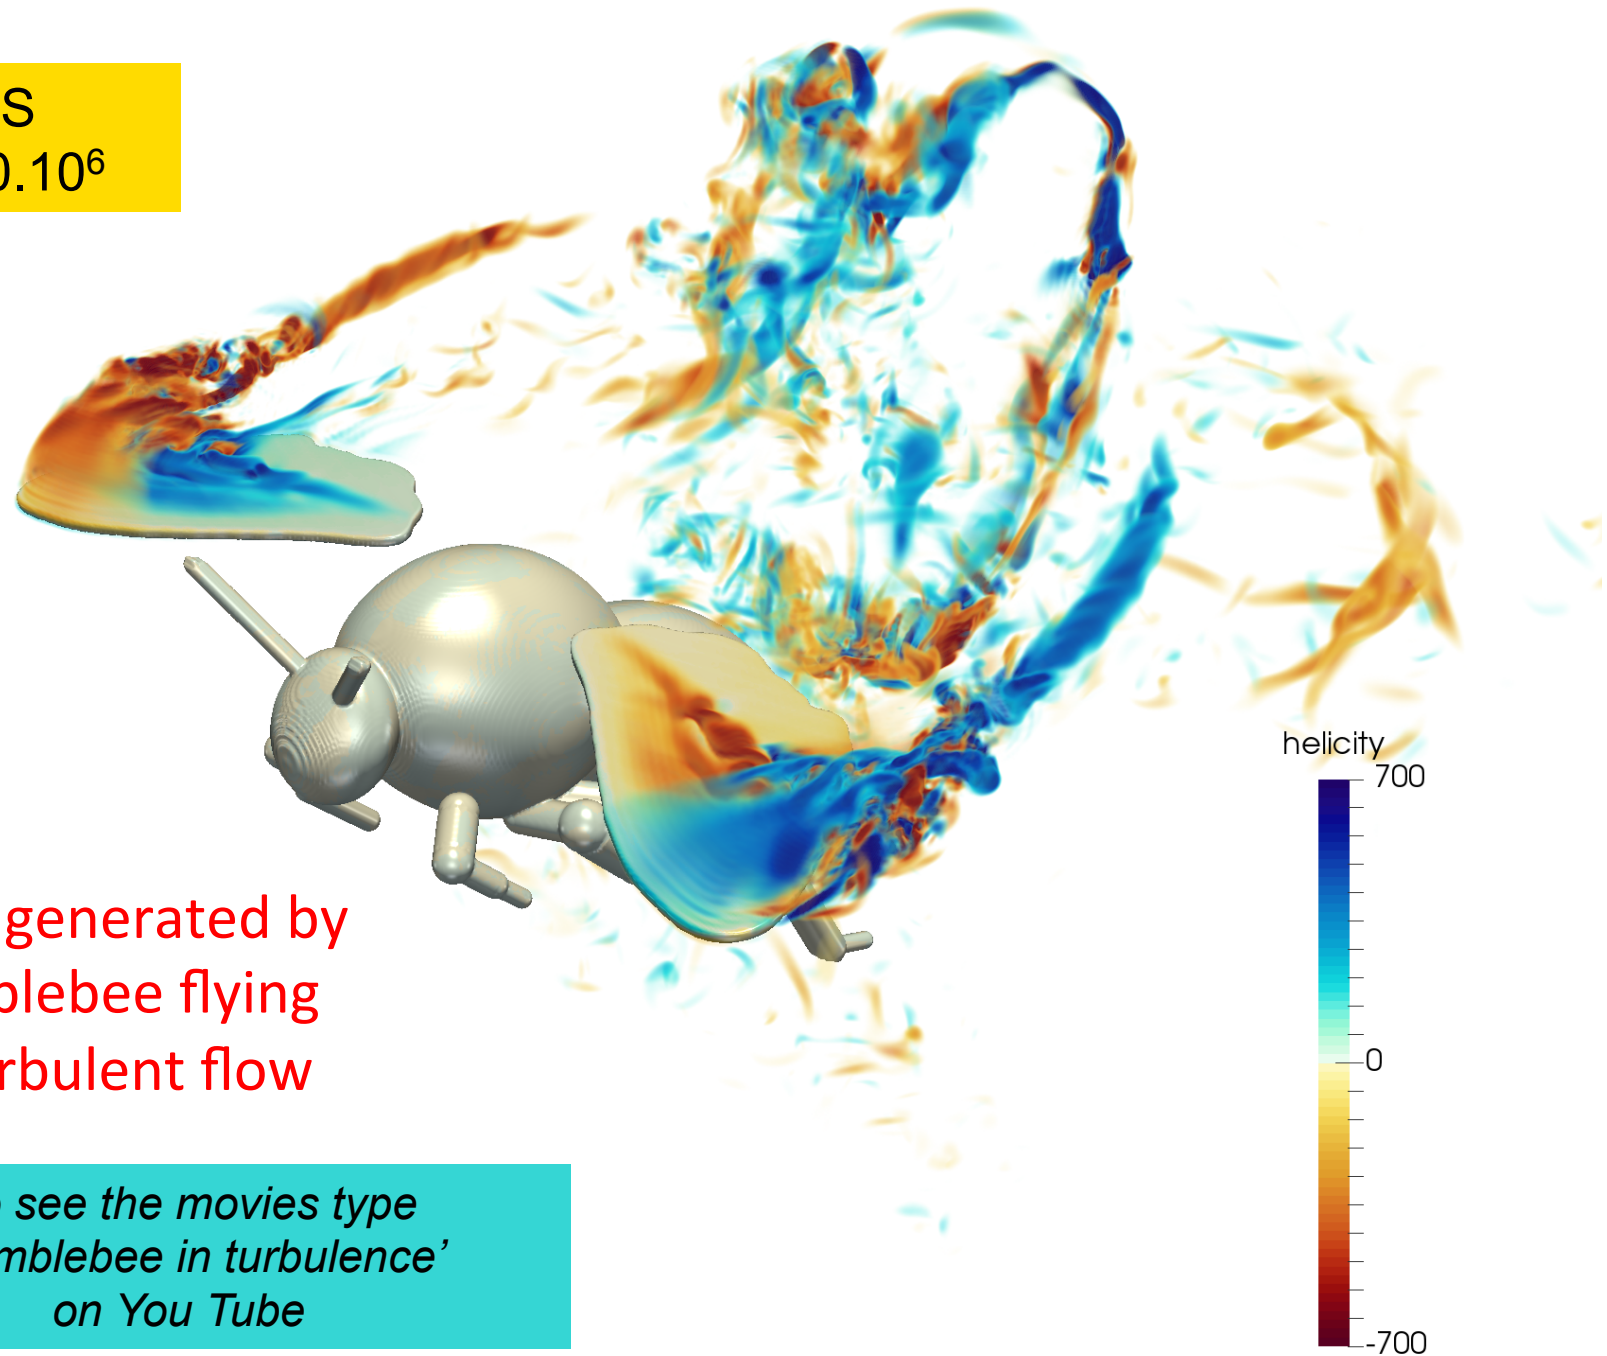 S
0.10⁶
helicity
700
0
-700
generated by
blebee flying
rbulent flow
see the movies type
mblebee in turbulence’
on You Tube